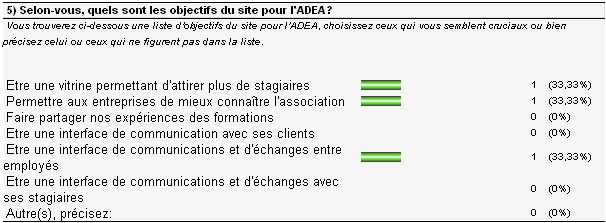 5) Selon-vous, quels sont les objectifs du site pour l'ADEA?
Vous trouverez ci-dessous une liste d'objectifs du site pour l'ADEA, choisissez ceux qui vous semblent cruciaux ou bien
précisez celui ou ceux qui ne figurent pas dans la liste.
Etre une vitrine permettant d'attirer plus de stagiaires 1 (33,33%)
Permettre aux entreprises de mieux connaître l'association 1 (33,33%)
Faire partager nos expériences des formations 0 (0%)
Etre une interface de communication avec ses clients 0 (0%)
Etre une interface de communications et d'échanges entre
employés 1 (33,33%)
Etre une interface de communications et d'échanges avec
ses stagiaires 0 (0%)
Autre(s), précisez: 0 (0%)